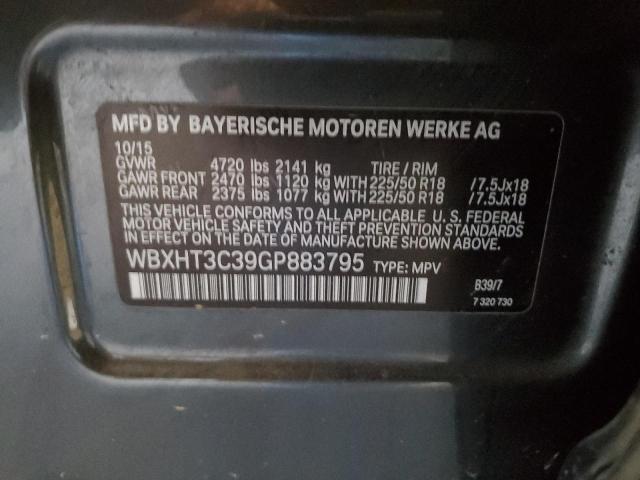 MFD BY BAYERISCHE MOTOREN WERKE AG
10/15
GVWR 4720 lbs 2141 kg TIRE / RIM
GAWR FRONT 2470 lbs 1120 kg WITH 225/50 R18 /7.5Jx18
GAWR REAR 2375 lbs 1077 kg WITH 225/50 R18 /7.5Jx18
THIS VEHICLE CONFORMS TO ALL APPLICABLE U. S. FEDERAL
MOTOR VEHICLE SAFETY AND THEFT PREVENTION STANDARDS
IN EFFECT ON THE DATE OF MANUFACTURE SHOWN ABOVE.
WBXHT3C39GP883795 TYPE: MPV
B39/7
7 320 730